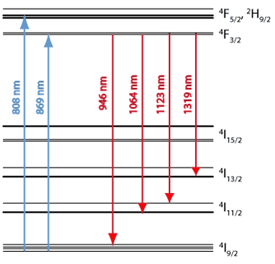 ⁴F₅/₂, ²H₉/₂
⁴F₃/₂
808 nm
869 nm
946 nm
1064 nm
1123 nm
1319 nm
⁴I₁₅/₂
⁴I₁₃/₂
⁴I₁₁/₂
⁴I₉/₂